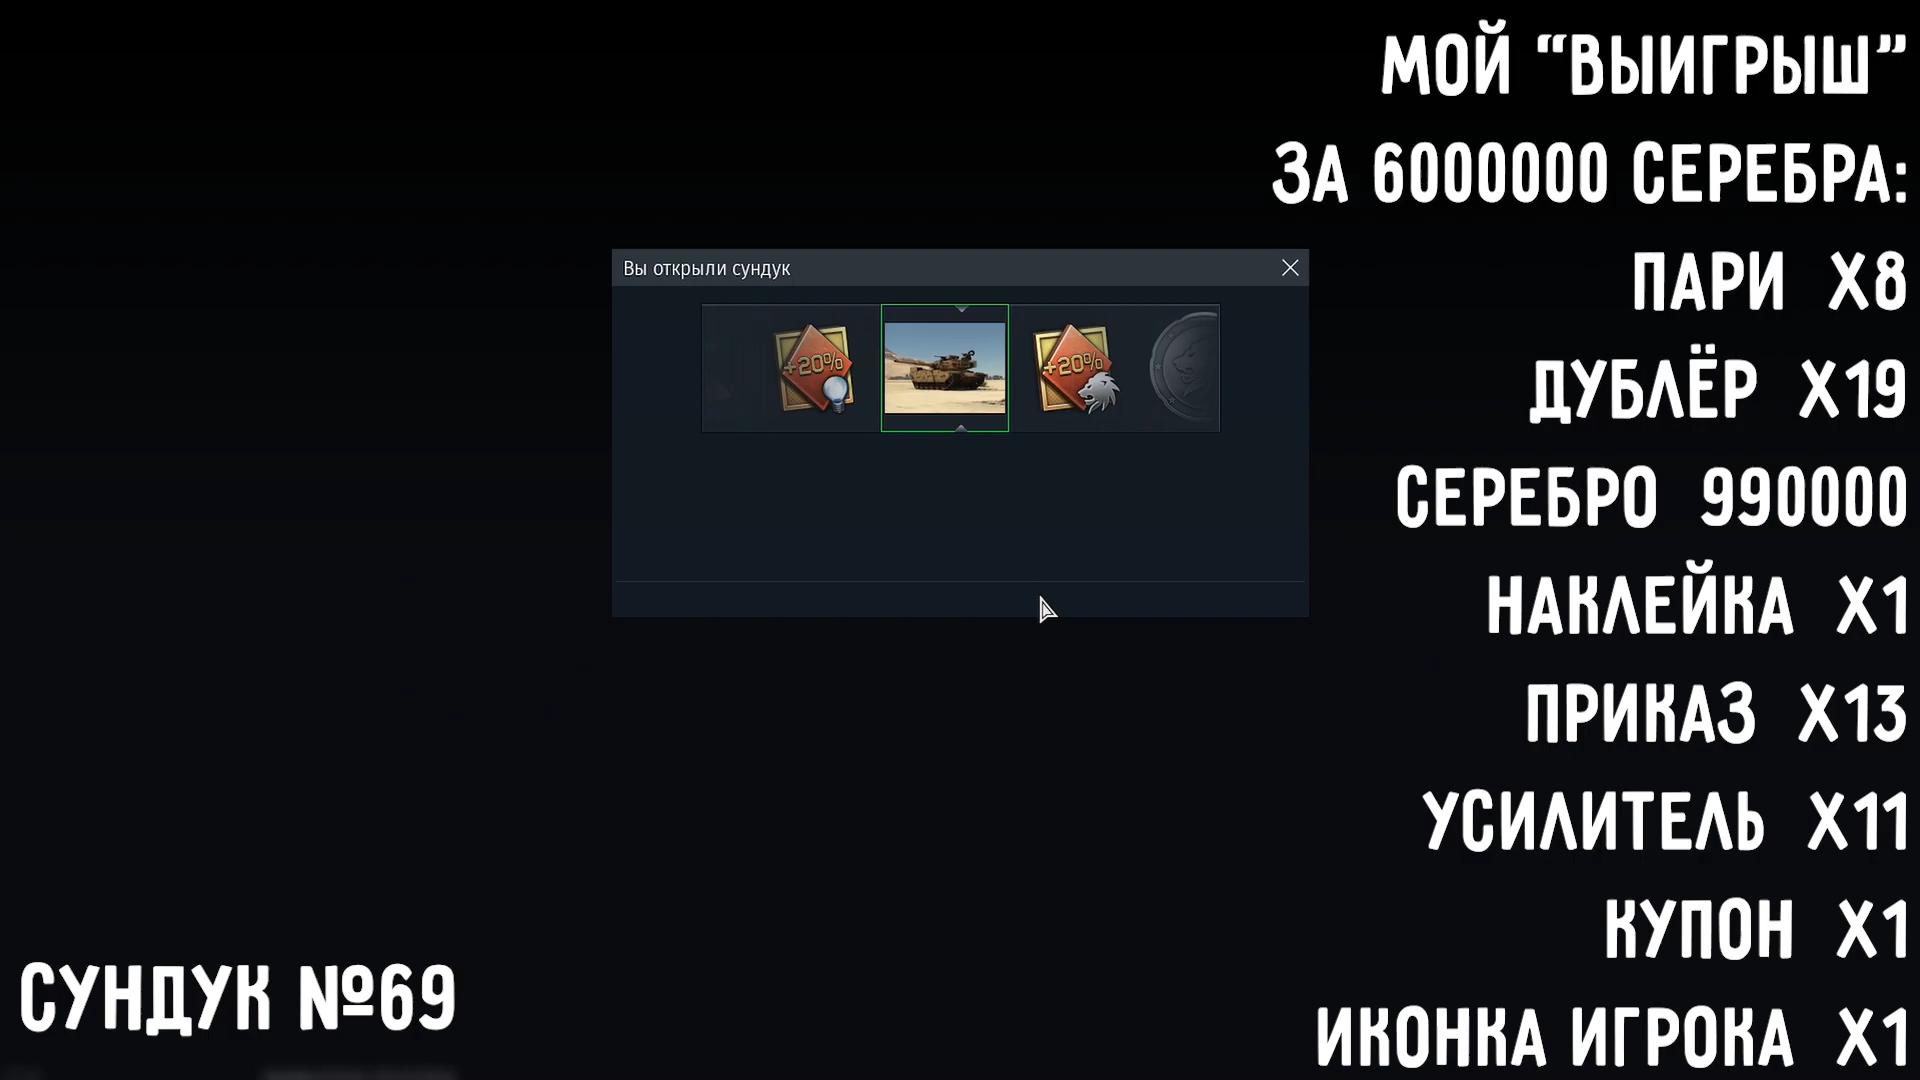 МОЙ “ВЫИГРЫШ”
ЗА 6000000 СЕРЕБРА:
Вы открыли сундук
+20%
+20%
ПАРИ X8
ДУБЛЁР X19
СЕРЕБРО 990000
НАКЛЕЙКА X1
ПРИКАЗ X13
УСИЛИТЕЛЬ X11
КУПОН X1
ИКОНКА ИГРОКА X1
СУНДУК №69